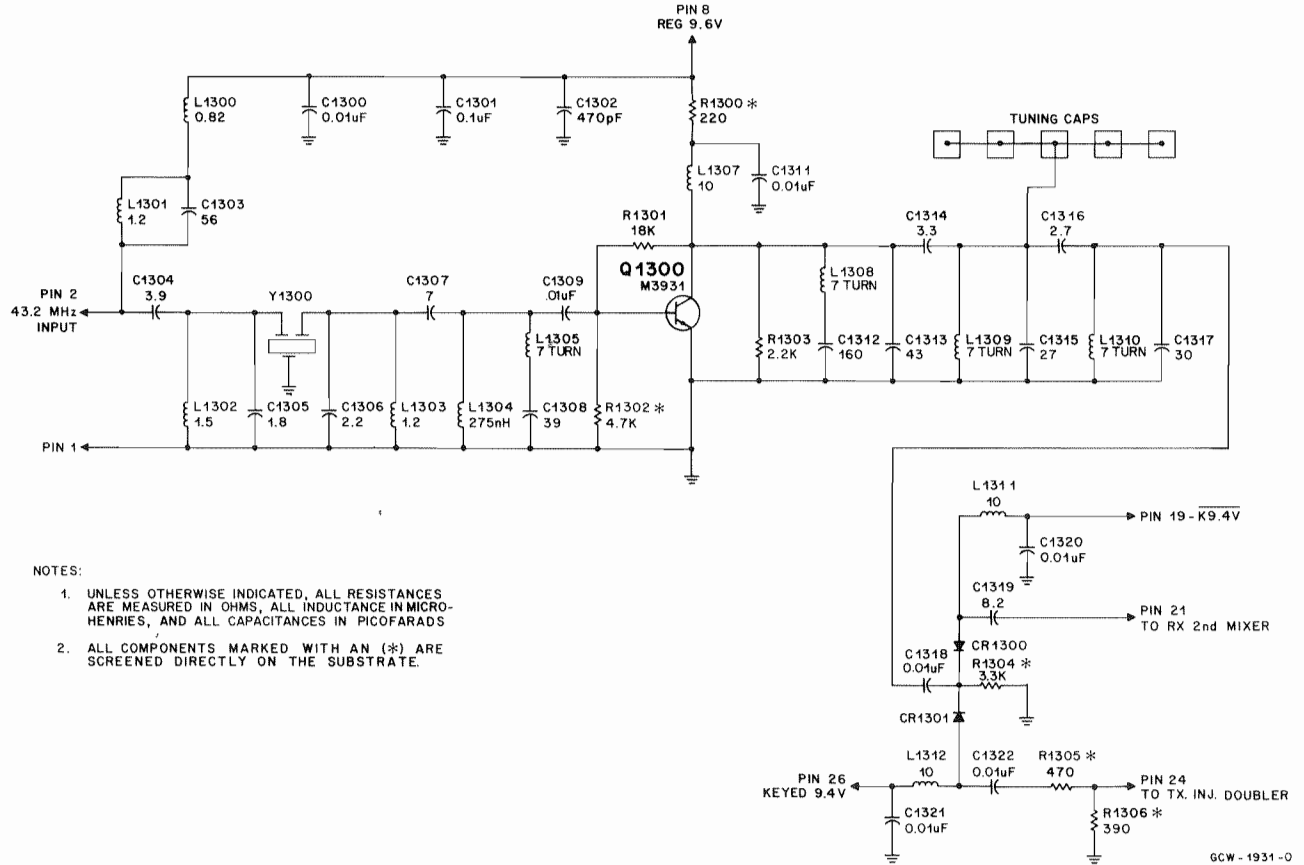 PIN 8
REG 9.6V
L1300
0.82
C1300
0.01uF
C1301
0.1uF
C1302
470pF
R1300 *
220
TUNING CAPS
L1307
10
C1311
0.01uF
L1301
1.2
C1303
56
R1301
18K
C1314
3.3
C1316
2.7
Q1300
M3931
L1308
7 TURN
C1304
3.9
Y1300
C1307
7
C1309
.01uF
PIN 2
43.2 MHz
INPUT
L1305
7 TURN
R1303
2.2K
C1312
160
C1313
43
L1309
7 TURN
C1315
27
L1310
7 TURN
C1317
30
L1302
1.5
C1305
1.8
C1306
2.2
L1303
1.2
L1304
275nH
C1308
39
R1302 *
4.7K
PIN 1
L1311
10
PIN 19-K9.4V
C1320
0.01uF
C1319
8.2
PIN 21
TO RX 2nd MIXER
CR1300
C1318
0.01uF
R1304 *
3.3K
CR1301
L1312
10
C1322
0.01uF
R1305 *
470
PIN 26
KEYED 9.4V
PIN 24
TO TX. INJ. DOUBLER
C1321
0.01uF
R1306 *
390
NOTES:
1. UNLESS OTHERWISE INDICATED, ALL RESISTANCES
ARE MEASURED IN OHMS, ALL INDUCTANCE IN MICRO-
HENRIES, AND ALL CAPACITANCES IN PICOFARADS
2. ALL COMPONENTS MARKED WITH AN (*) ARE
SCREENED DIRECTLY ON THE SUBSTRATE.
GCW-1931-0